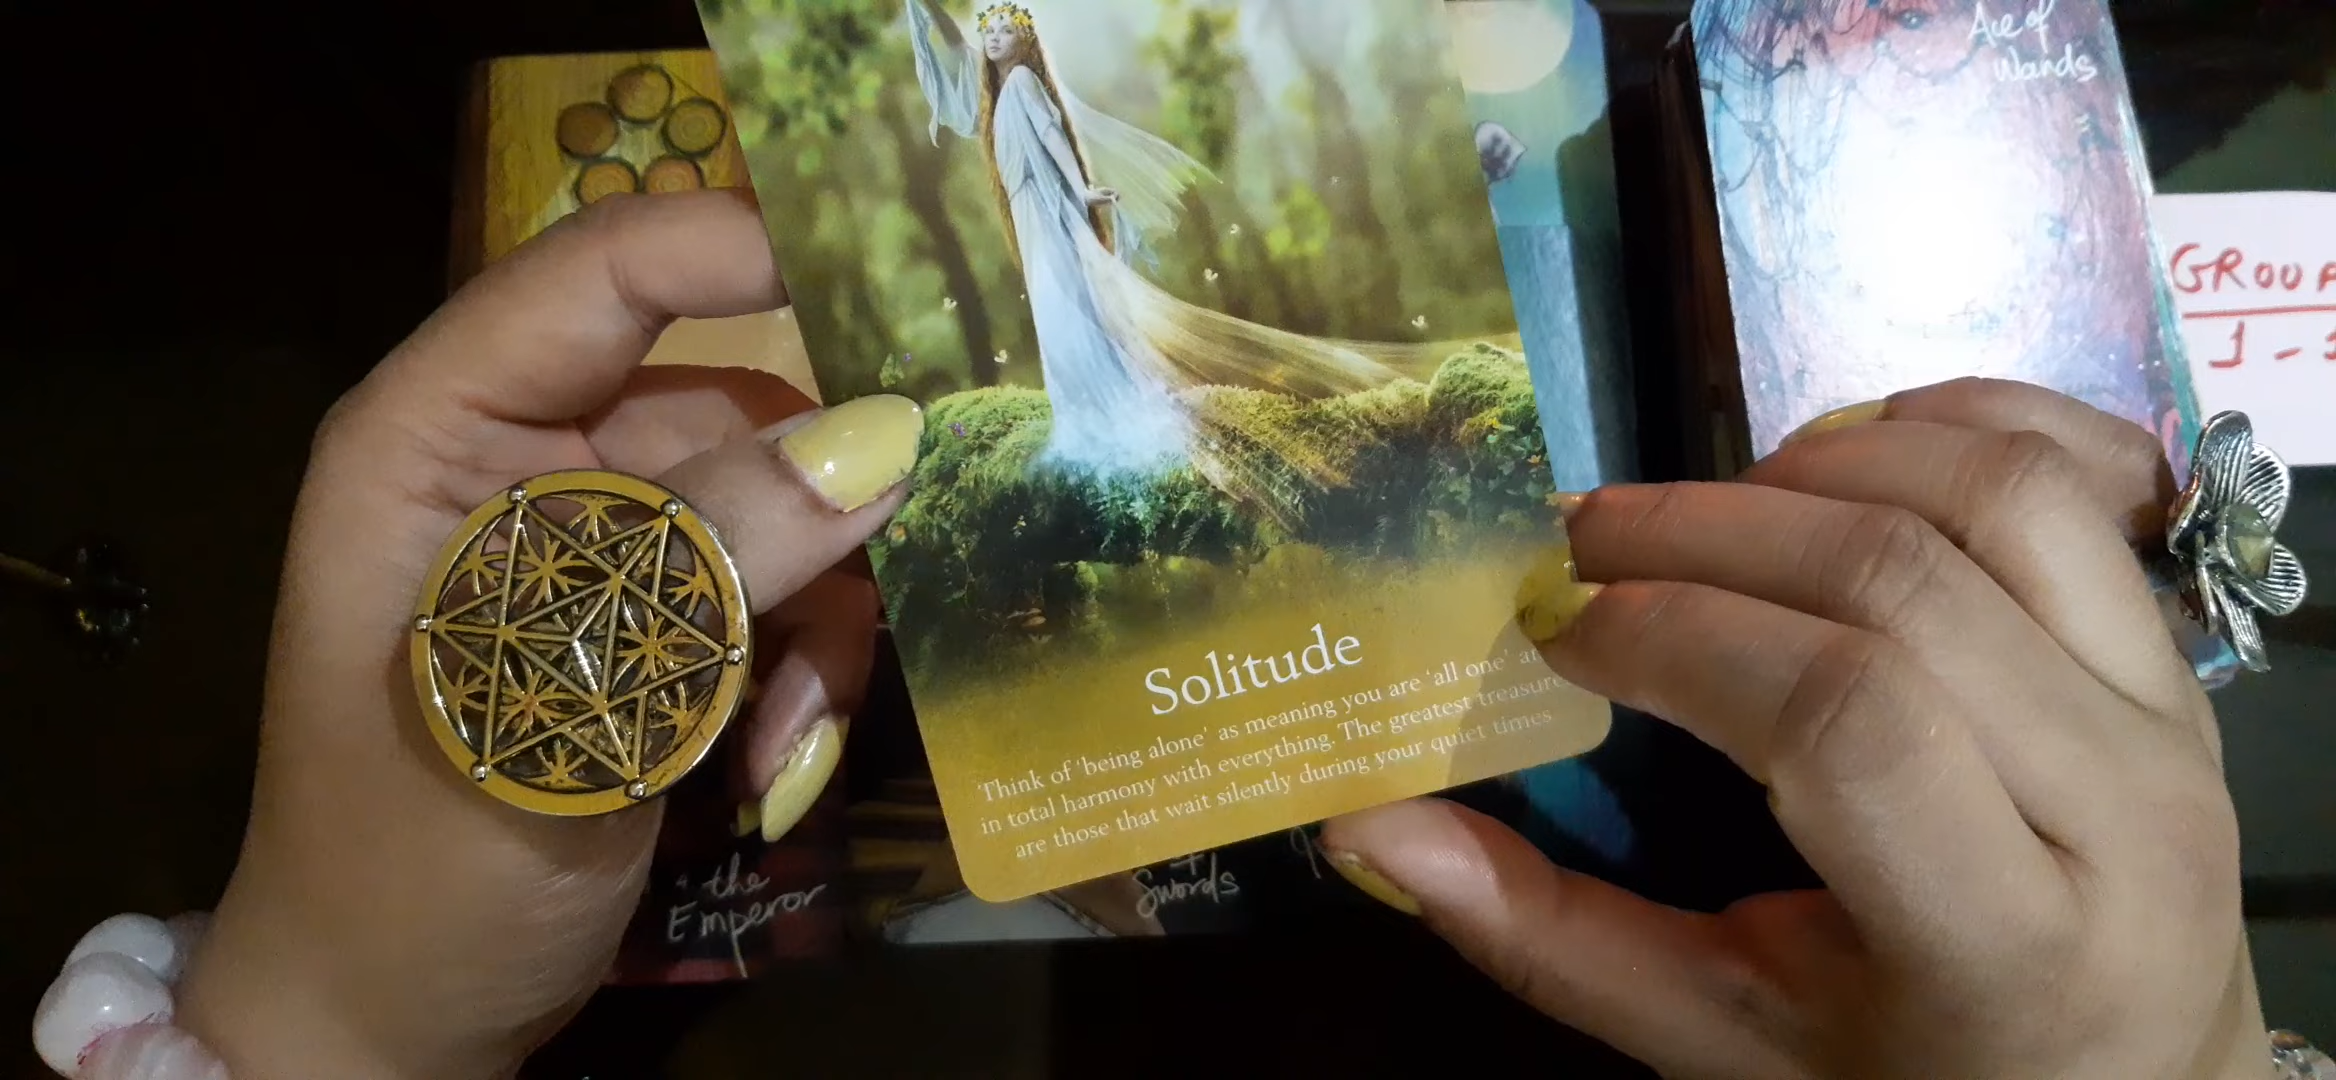 Ace of
Wands
GROUP
1 -
Solitude
Think of 'being alone' as meaning you are 'all one'
in total harmony with everything. The greatest treasure
are those that wait silently during your quiet times
the
Emperor
Swords